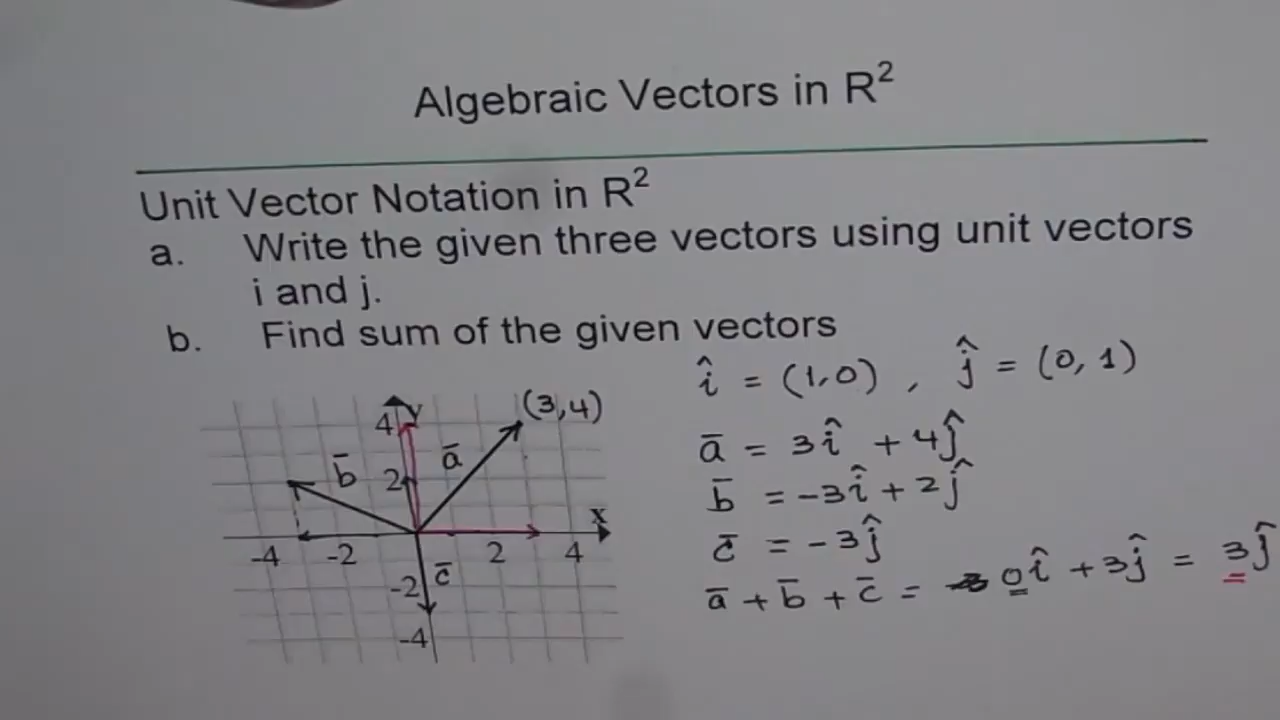 Algebraic Vectors in R²
Unit Vector Notation in R²
a. Write the given three vectors using unit vectors
i and j.
b. Find sum of the given vectors
î = (1,0) , ĵ = (0,1)
(3,4)
4 y
a̅
a̅ = 3î + 4ĵ
b̅
2
b̅ = -3î + 2ĵ
x
-4 -2 2 4
c̅ = -3ĵ
c̅
-2
a̅ + b̅ + c̅ = 0î + 3ĵ = 3ĵ
-4